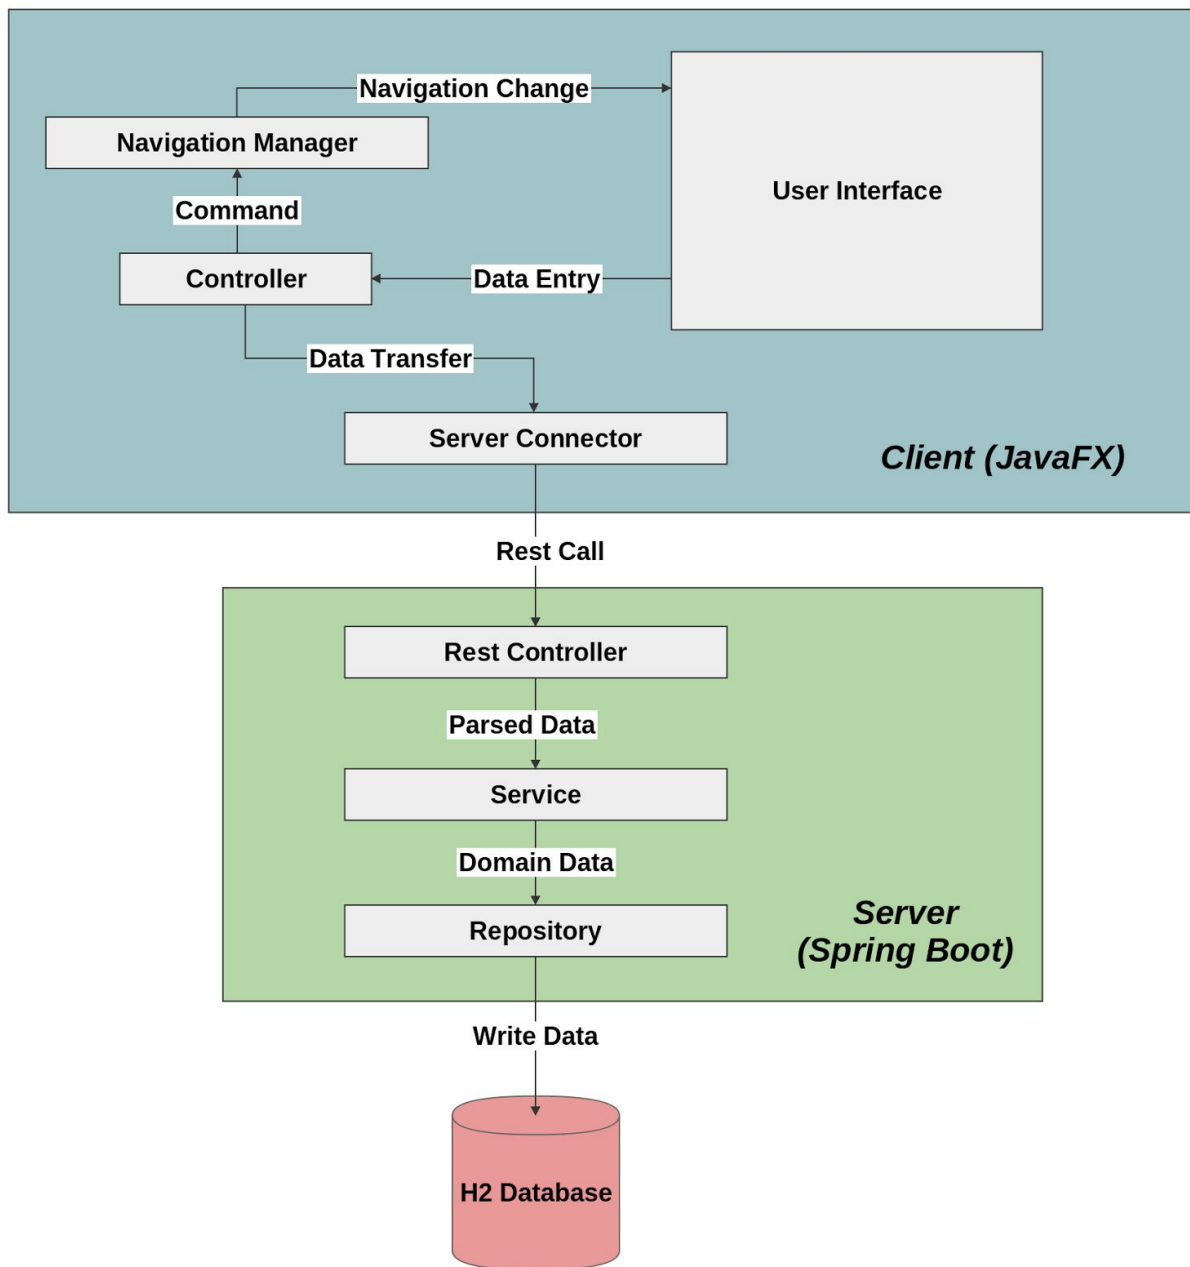 Navigation Change
Navigation Manager
User Interface
Command
Controller
Data Entry
Data Transfer
Server Connector
Client (JavaFX)
Rest Call
Rest Controller
Parsed Data
Service
Domain Data
Repository
Server
(Spring Boot)
Write Data
H2 Database